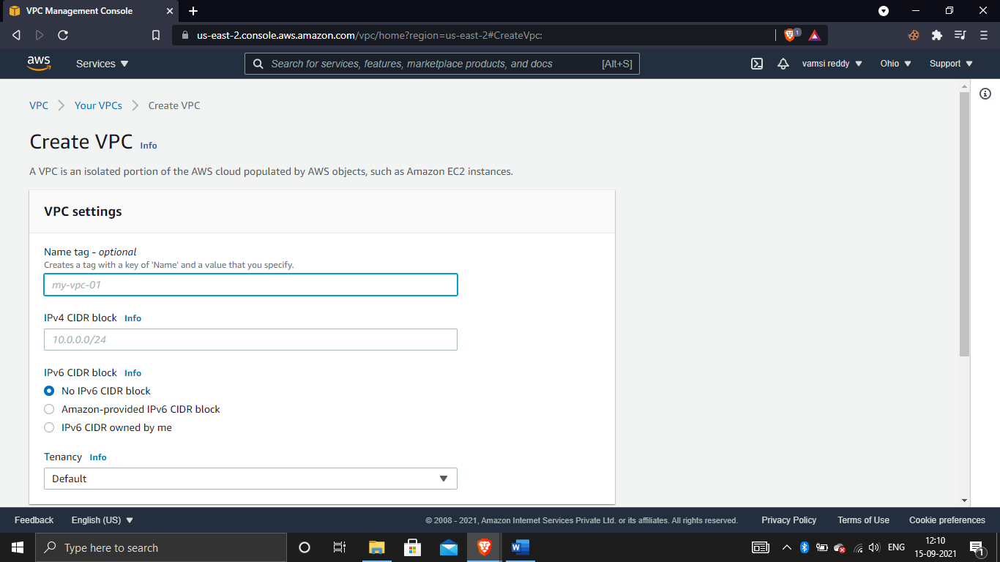 VPC Management Console
us-east-2.console.aws.amazon.com/vpc/home?region=us-east-2#CreateVpc:
1
aws
Services
Search for services, features, marketplace products, and docs
[Alt+S]
vamsi reddy
Ohio
Support
VPC
Your VPCs
Create VPC
Create VPC Info
A VPC is an isolated portion of the AWS cloud populated by AWS objects, such as Amazon EC2 instances.
VPC settings
Name tag - optional
Creates a tag with a key of 'Name' and a value that you specify.
my-vpc-01
IPv4 CIDR block Info
10.0.0.0/24
IPv6 CIDR block Info
No IPv6 CIDR block
Amazon-provided IPv6 CIDR block
IPv6 CIDR owned by me
Tenancy Info
Default
Feedback
English (US)
© 2008 - 2021, Amazon Internet Services Private Ltd. or its affiliates. All rights reserved.
Privacy Policy
Terms of Use
Cookie preferences
Type here to search
ENG
12:10
15-09-2021
1